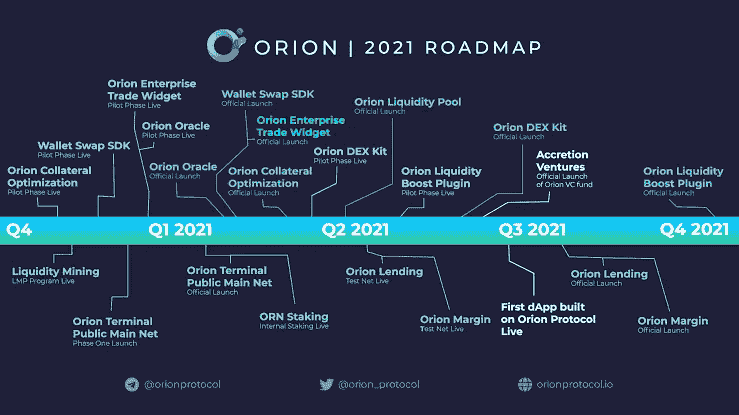 ORION | 2021 ROADMAP
Orion Enterprise
Trade Widget
Pilot Phase Live
Wallet Swap SDK
Official Launch
Orion Liquidity Pool
Official Launch
Orion Enterprise
Trade Widget
Official Launch
Orion Oracle
Pilot Phase Live
Orion DEX Kit
Official Launch
Wallet Swap SDK
Pilot Phase Live
Orion DEX Kit
Pilot Phase Live
Accretion
Ventures
Official Launch
of Orion VC fund
Orion Collateral
Optimization
Pilot Phase Live
Orion Oracle
Official Launch
Orion Collateral
Optimization
Official Launch
Orion Liquidity
Boost Plugin
Pilot Phase Live
Orion Liquidity
Boost Plugin
Official Launch
Q4
Q1 2021
Q2 2021
Q3 2021
Q4 2021
Liquidity Mining
LMP Program Live
Orion Terminal
Public Main Net
Official Launch
Orion Lending
Test Net Live
Orion Lending
Official Launch
Orion Terminal
Public Main Net
Phase One Launch
ORN Staking
Internal Staking Live
Orion Margin
Test Net Live
First dApp built
on Orion Protocol
Live
Orion Margin
Official Launch
@orionprotocol
@orion_protocol
orionprotocol.io